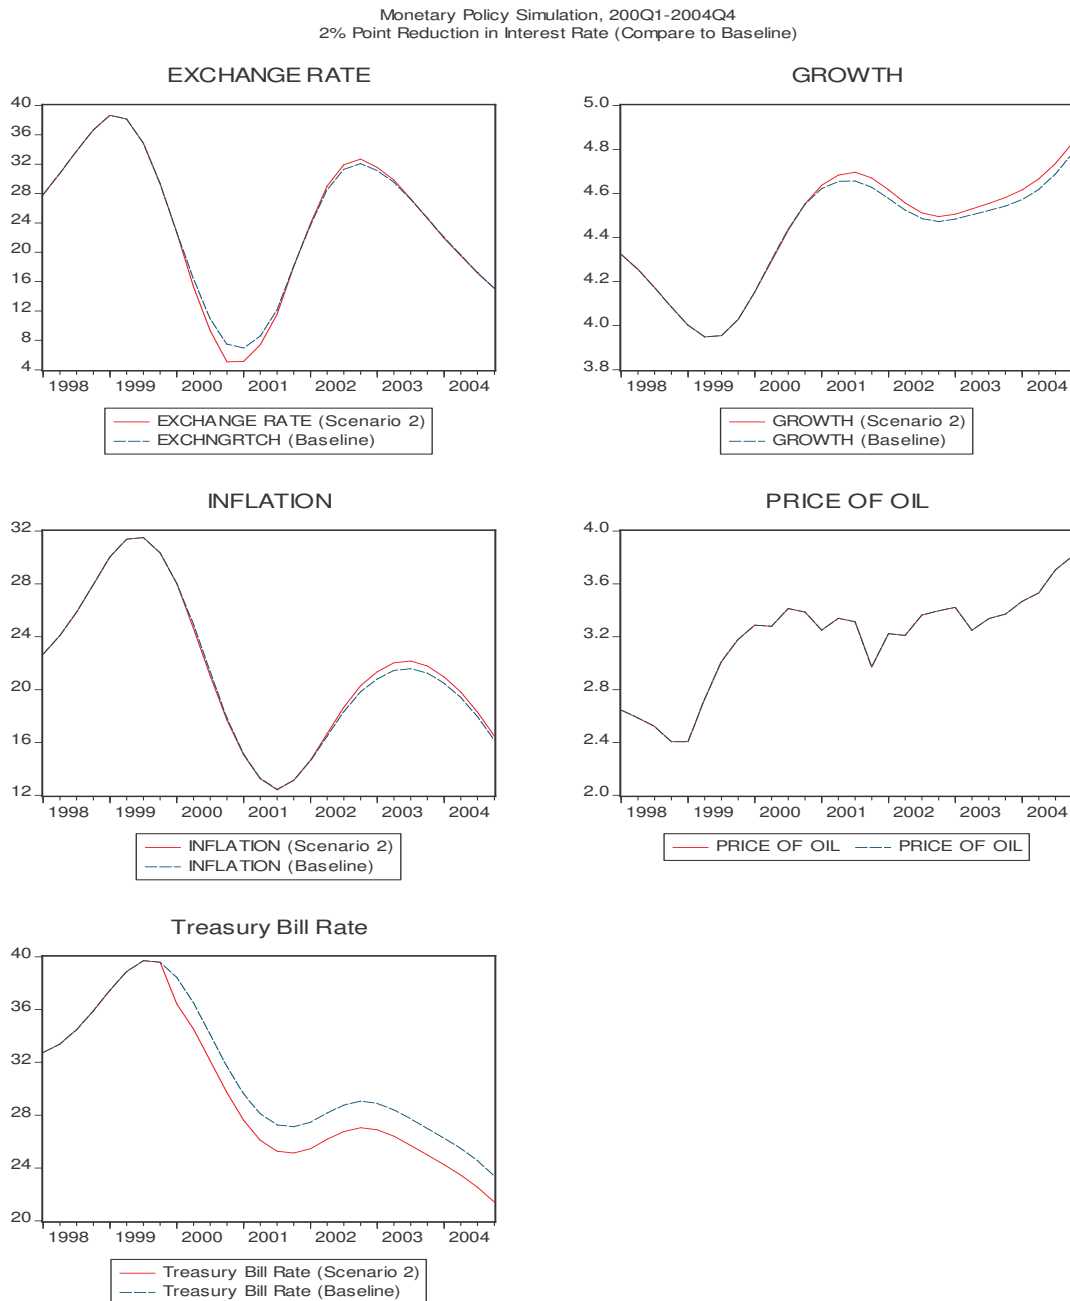 Monetary Policy Simulation, 200Q1-2004Q4
2% Point Reduction in Interest Rate (Compare to Baseline)
EXCHANGE RATE
40
36
32
28
24
20
16
12
8
4
1998 1999 2000 2001 2002 2003 2004
EXCHANGE RATE (Scenario 2)
EXCHNGRTCH (Baseline)
GROWTH
5.0
4.8
4.6
4.4
4.2
4.0
3.8
1998 1999 2000 2001 2002 2003 2004
GROWTH (Scenario 2)
GROWTH (Baseline)
INFLATION
32
28
24
20
16
12
1998 1999 2000 2001 2002 2003 2004
INFLATION (Scenario 2)
INFLATION (Baseline)
PRICE OF OIL
4.0
3.6
3.2
2.8
2.4
2.0
1998 1999 2000 2001 2002 2003 2004
PRICE OF OIL PRICE OF OIL
Treasury Bill Rate
40
36
32
28
24
20
1998 1999 2000 2001 2002 2003 2004
Treasury Bill Rate (Scenario 2)
Treasury Bill Rate (Baseline)